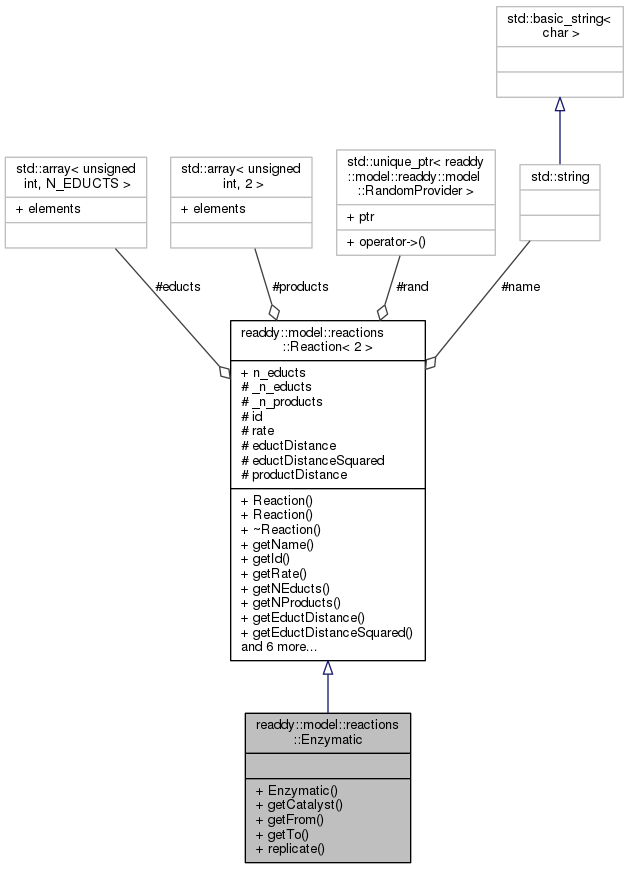 std::basic_string<
char >
std::array< unsigned
int, N_EDUCTS >
+ elements
std::array< unsigned
int, 2 >
+ elements
std::unique_ptr< readdy
::model::readdy::model
::RandomProvider >
+ ptr
+ operator->()
std::string
#educts
#products
#rand
#name
readdy::model::reactions
::Reaction< 2 >
+ n_educts
# _n_educts
# _n_products
# id
# rate
# eductDistance
# eductDistanceSquared
# productDistance
+ Reaction()
+ Reaction()
+ ~Reaction()
+ getName()
+ getId()
+ getRate()
+ getNEducts()
+ getNProducts()
+ getEductDistance()
+ getEductDistanceSquared()
and 6 more...
readdy::model::reactions
::Enzymatic
+ Enzymatic()
+ getCatalyst()
+ getFrom()
+ getTo()
+ replicate()